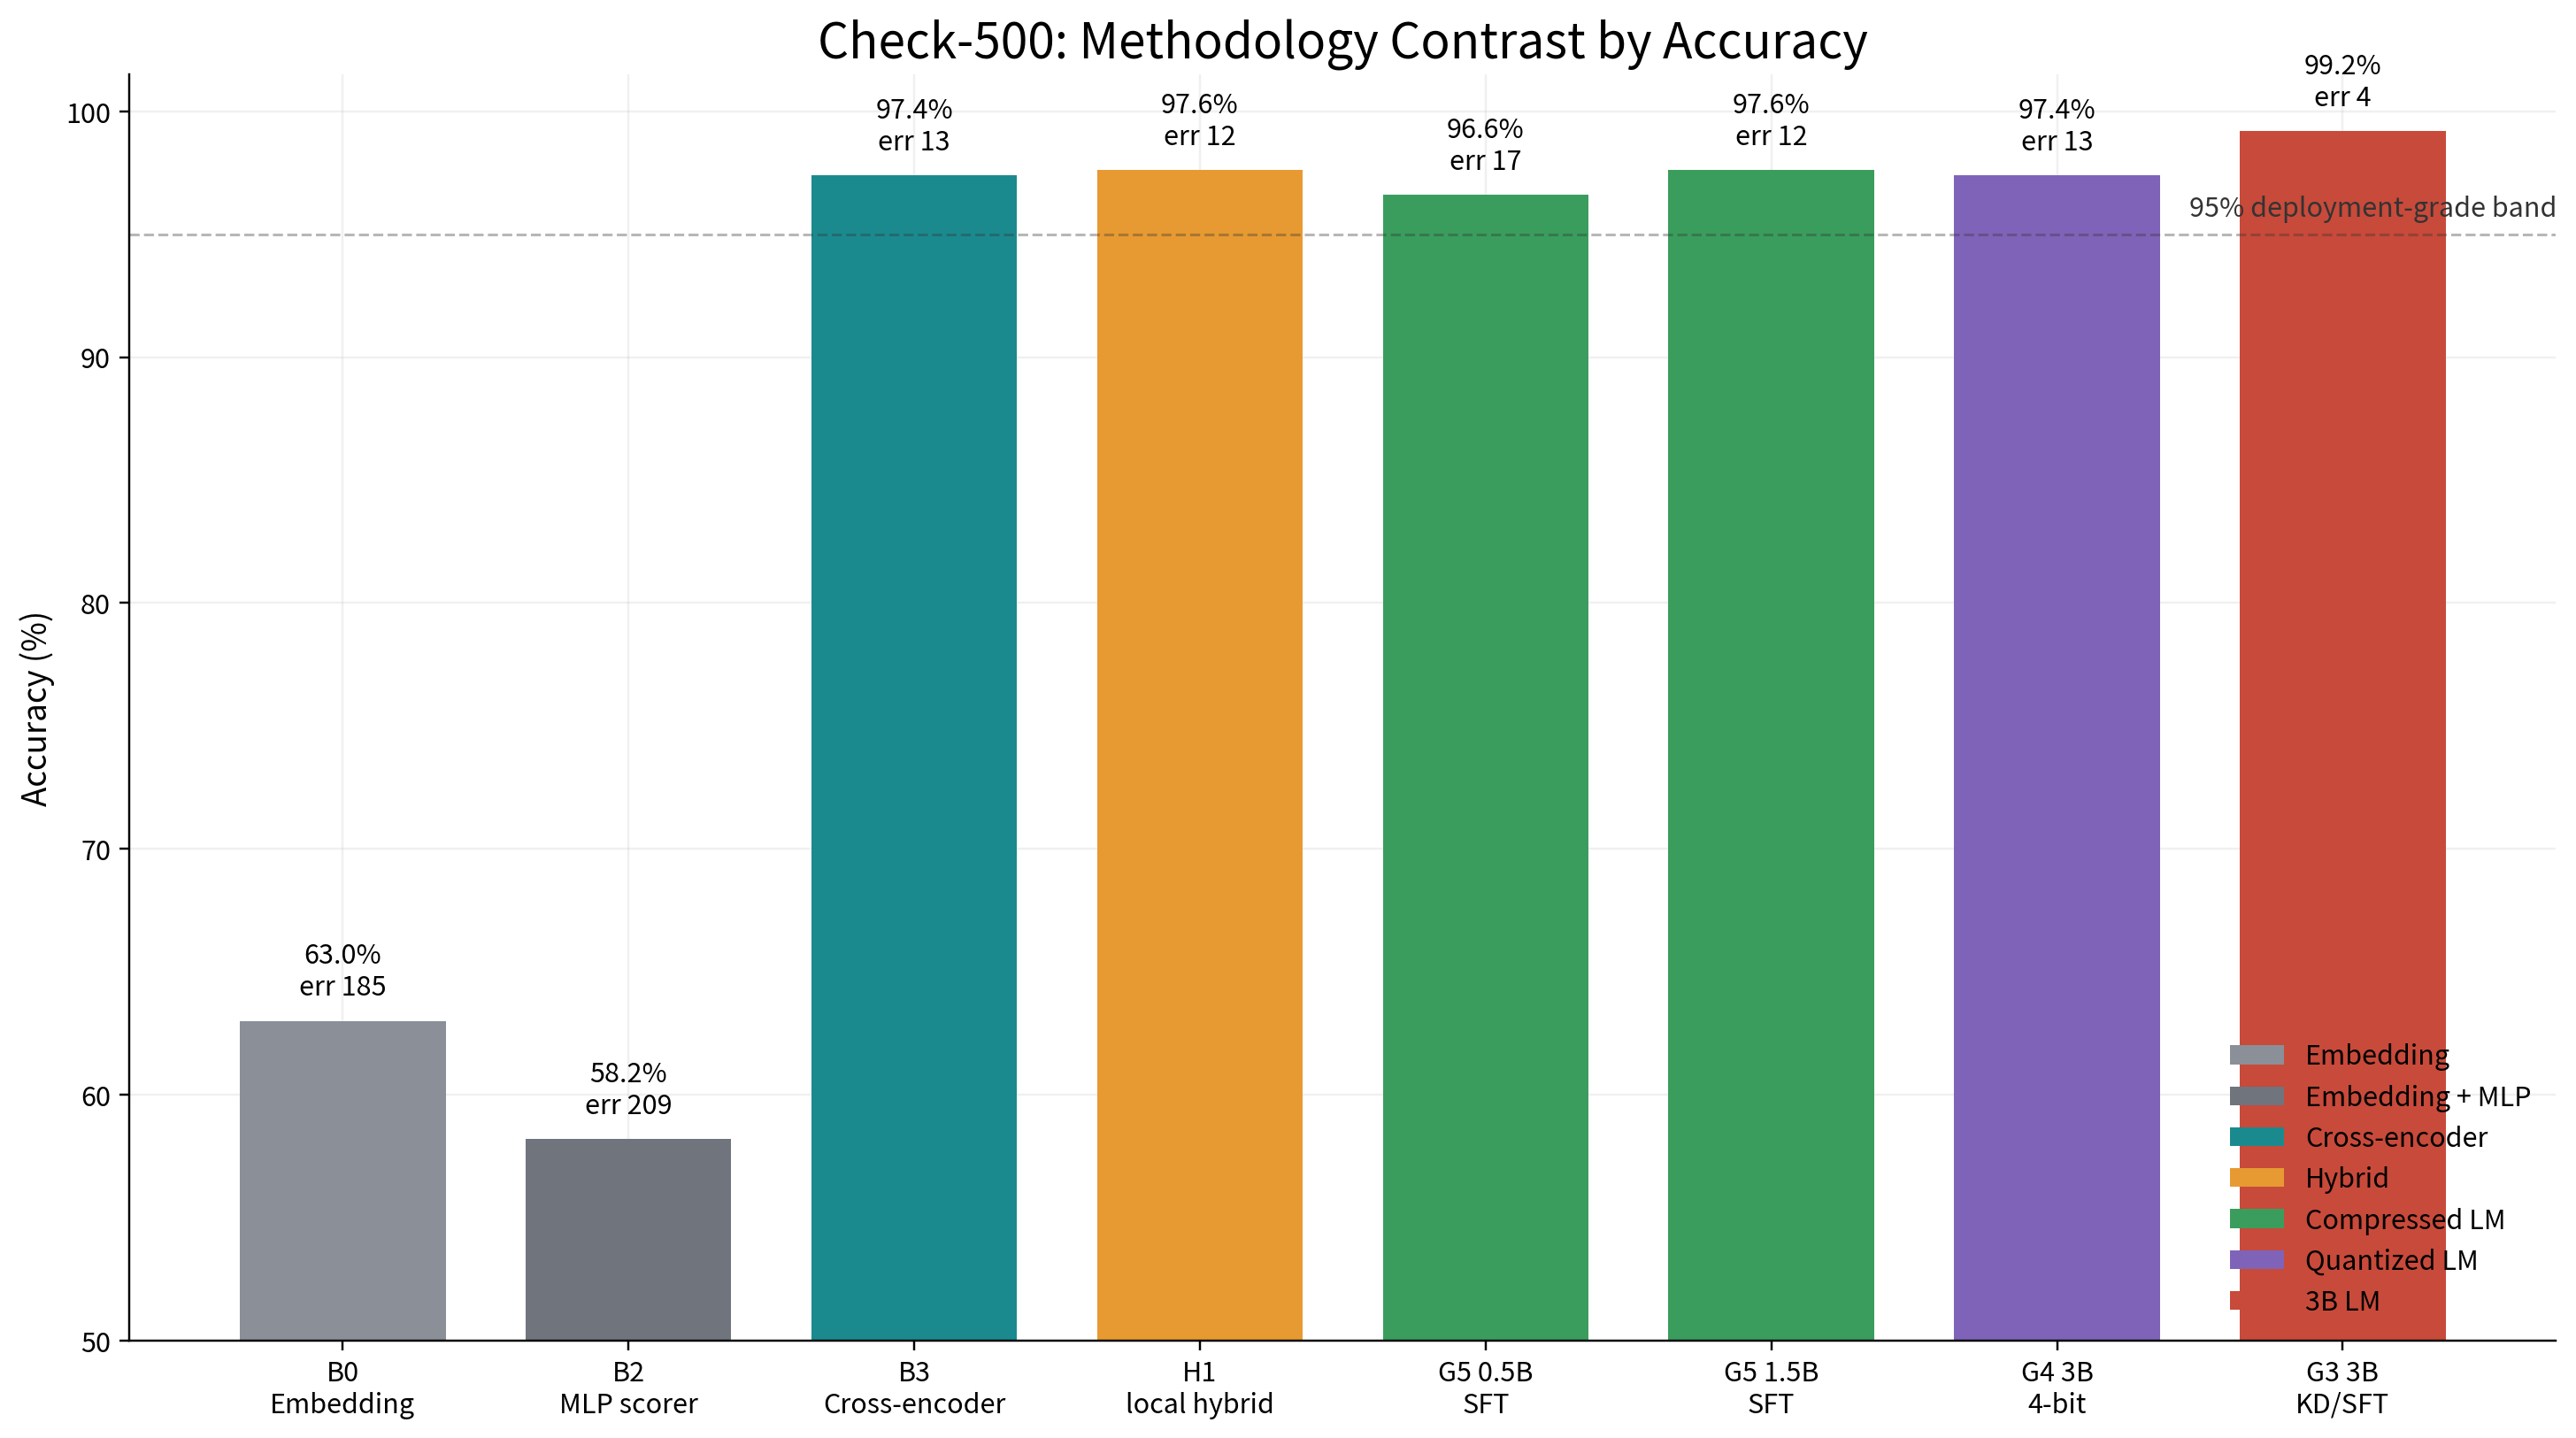 Check-500: Methodology Contrast by Accuracy
99.2%
err 4
97.4%
err 13
97.6%
err 12
96.6%
err 17
97.6%
err 12
97.4%
err 13
95% deployment-grade band
63.0%
err 185
58.2%
err 209
Accuracy (%)
100
90
80
70
60
50
Embedding
Embedding + MLP
Cross-encoder
Hybrid
Compressed LM
Quantized LM
3B LM
B0
Embedding
B2
MLP scorer
B3
Cross-encoder
H1
local hybrid
G5 0.5B
SFT
G5 1.5B
SFT
G4 3B
4-bit
G3 3B
KD/SFT